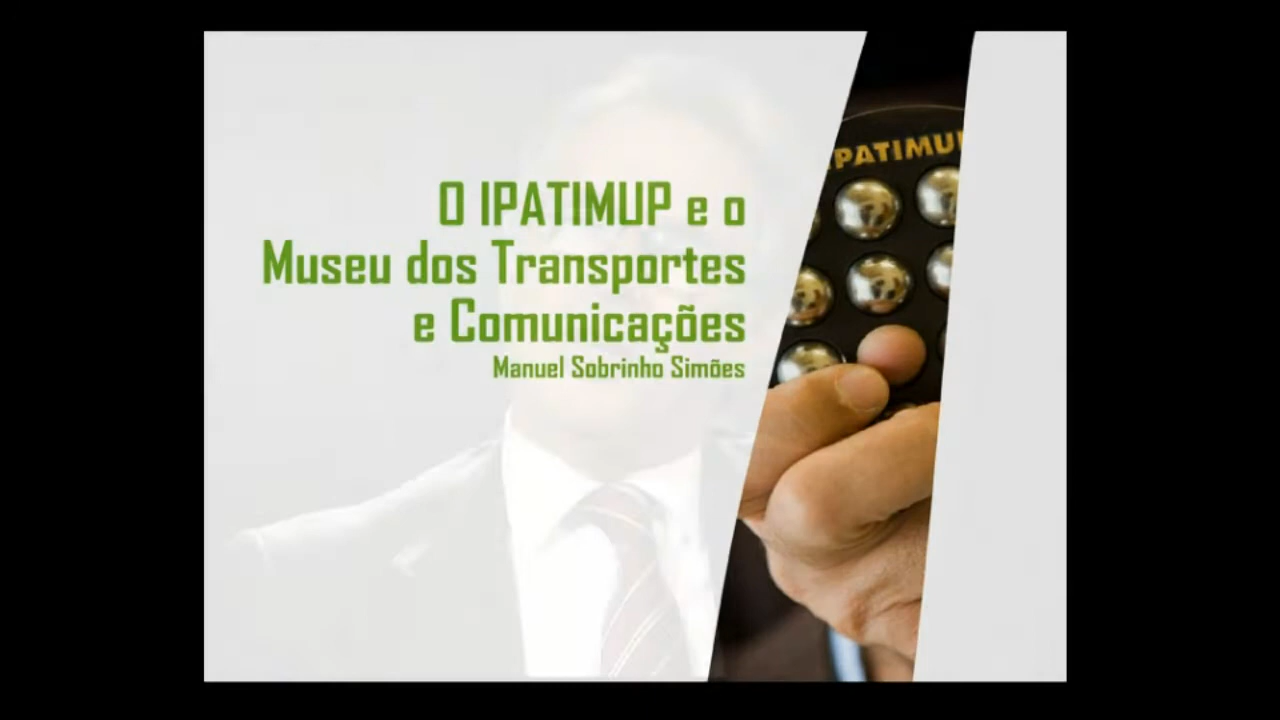 O IPATIMUP e o
Museu dos Transportes
e Comunicações
Manuel Sobrinho Simões
IPATIMUP